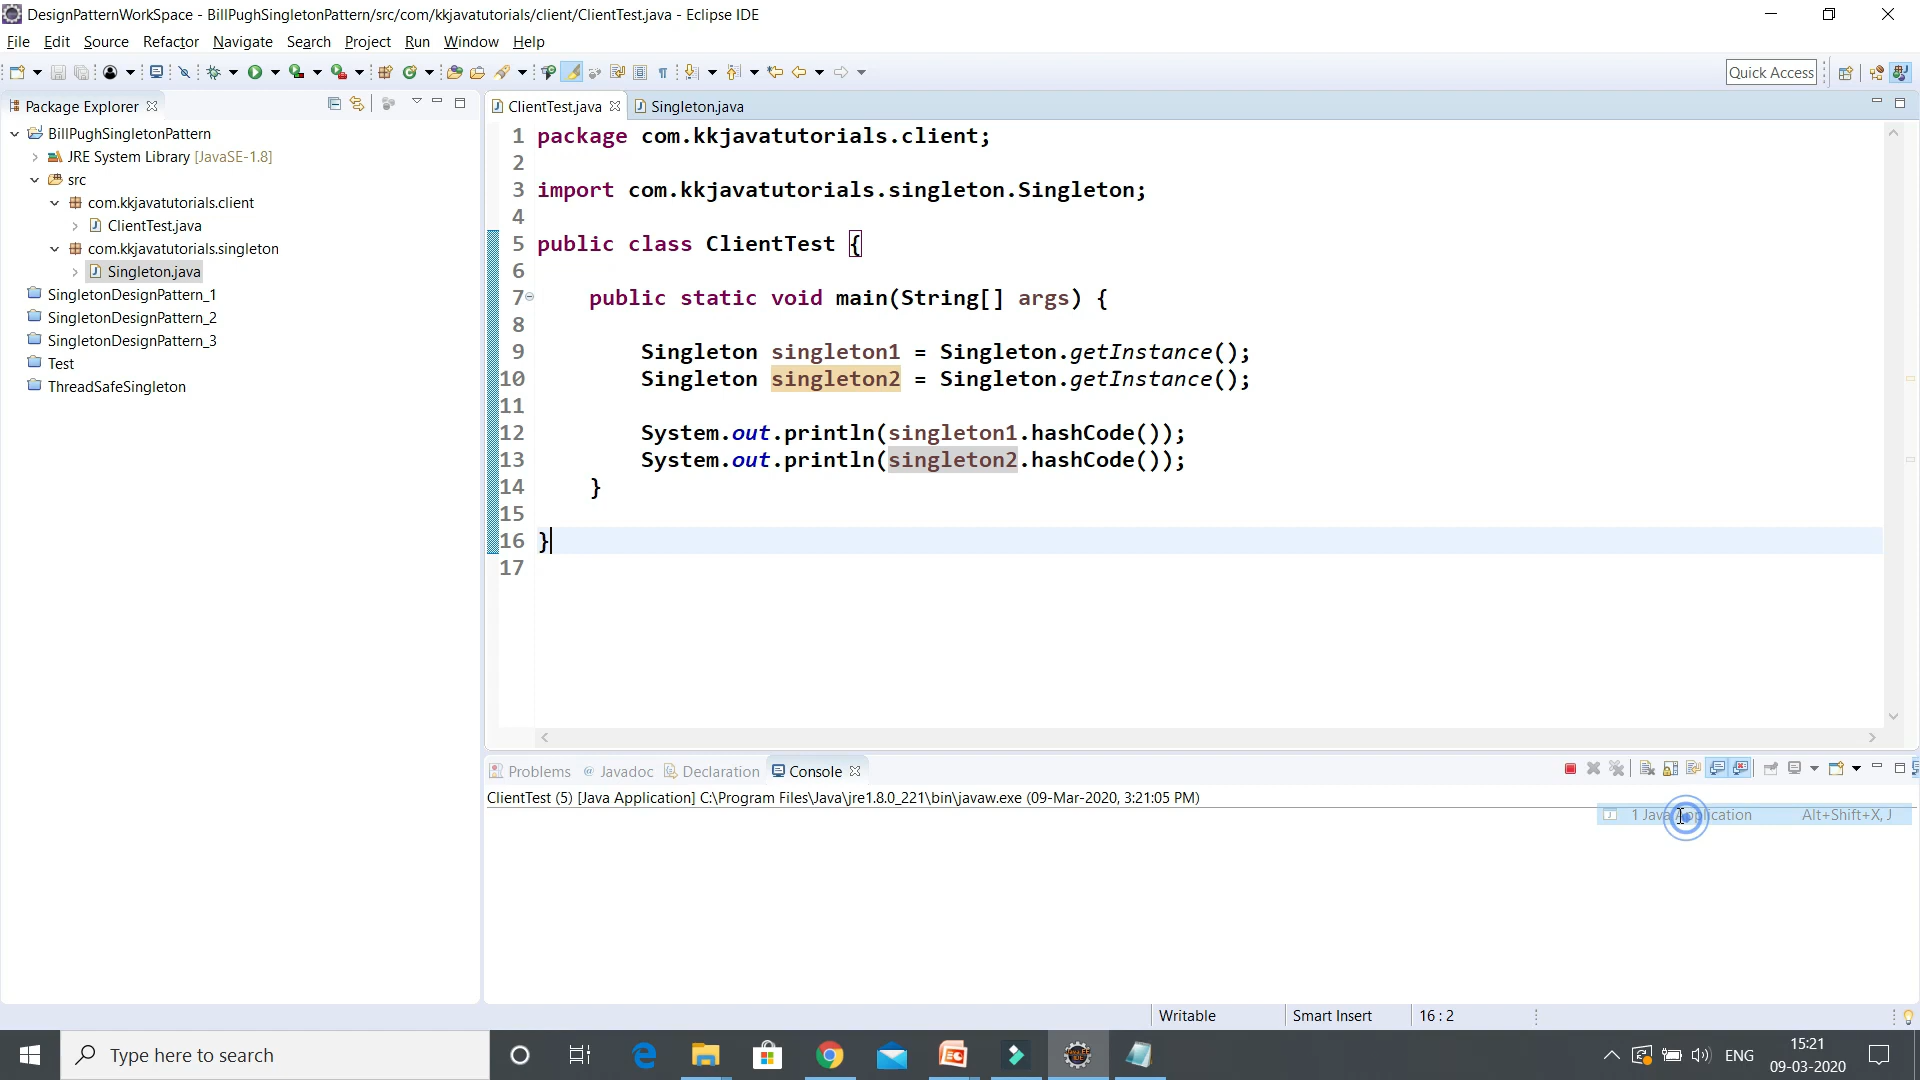 DesignPatternWorkSpace - BillPughSingletonPattern/src/com/kkjavatutorials/client/ClientTest.java - Eclipse IDE
File Edit Source Refactor Navigate Search Project Run Window Help
Quick Access
Package Explorer
ClientTest.java
Singleton.java
BillPughSingletonPattern
JRE System Library [JavaSE-1.8]
src
com.kkjavatutorials.client
ClientTest.java
com.kkjavatutorials.singleton
Singleton.java
SingletonDesignPattern_1
SingletonDesignPattern_2
SingletonDesignPattern_3
Test
ThreadSafeSingleton
1 package com.kkjavatutorials.client;
2
3 import com.kkjavatutorials.singleton.Singleton;
4
5 public class ClientTest {
6
7 public static void main(String[] args) {
8
9 Singleton singleton1 = Singleton.getInstance();
10 Singleton singleton2 = Singleton.getInstance();
11
12 System.out.println(singleton1.hashCode());
13 System.out.println(singleton2.hashCode());
14 }
15
16 }
17
Problems Javadoc Declaration Console
ClientTest (5) [Java Application] C:\Program Files\Java\jre1.8.0_221\bin\javaw.exe (09-Mar-2020, 3:21:05 PM)
1 Java Application Alt+Shift+X, J
Writable Smart Insert 16 : 2
Type here to search
ENG
15:21
09-03-2020